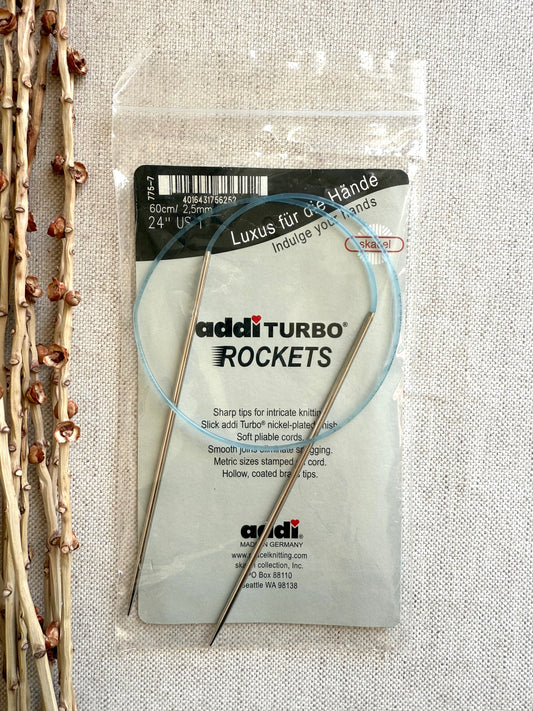 775-7
4016431756252
60cm/ 2,5mm
24" US 1
Luxus für die Hände
Indulge your hands
skacel
addi TURBO®
ROCKETS
Sharp tips for intricate knitting.
Slick addi Turbo® nickel-plated finish.
Soft pliable cords.
Smooth joins eliminate snagging.
Metric sizes stamped on cord.
Hollow, coated brass tips.
addi®
MADE IN GERMANY
www.skacelknitting.com
skacel collection, Inc.
PO Box 88110
Seattle WA 98138